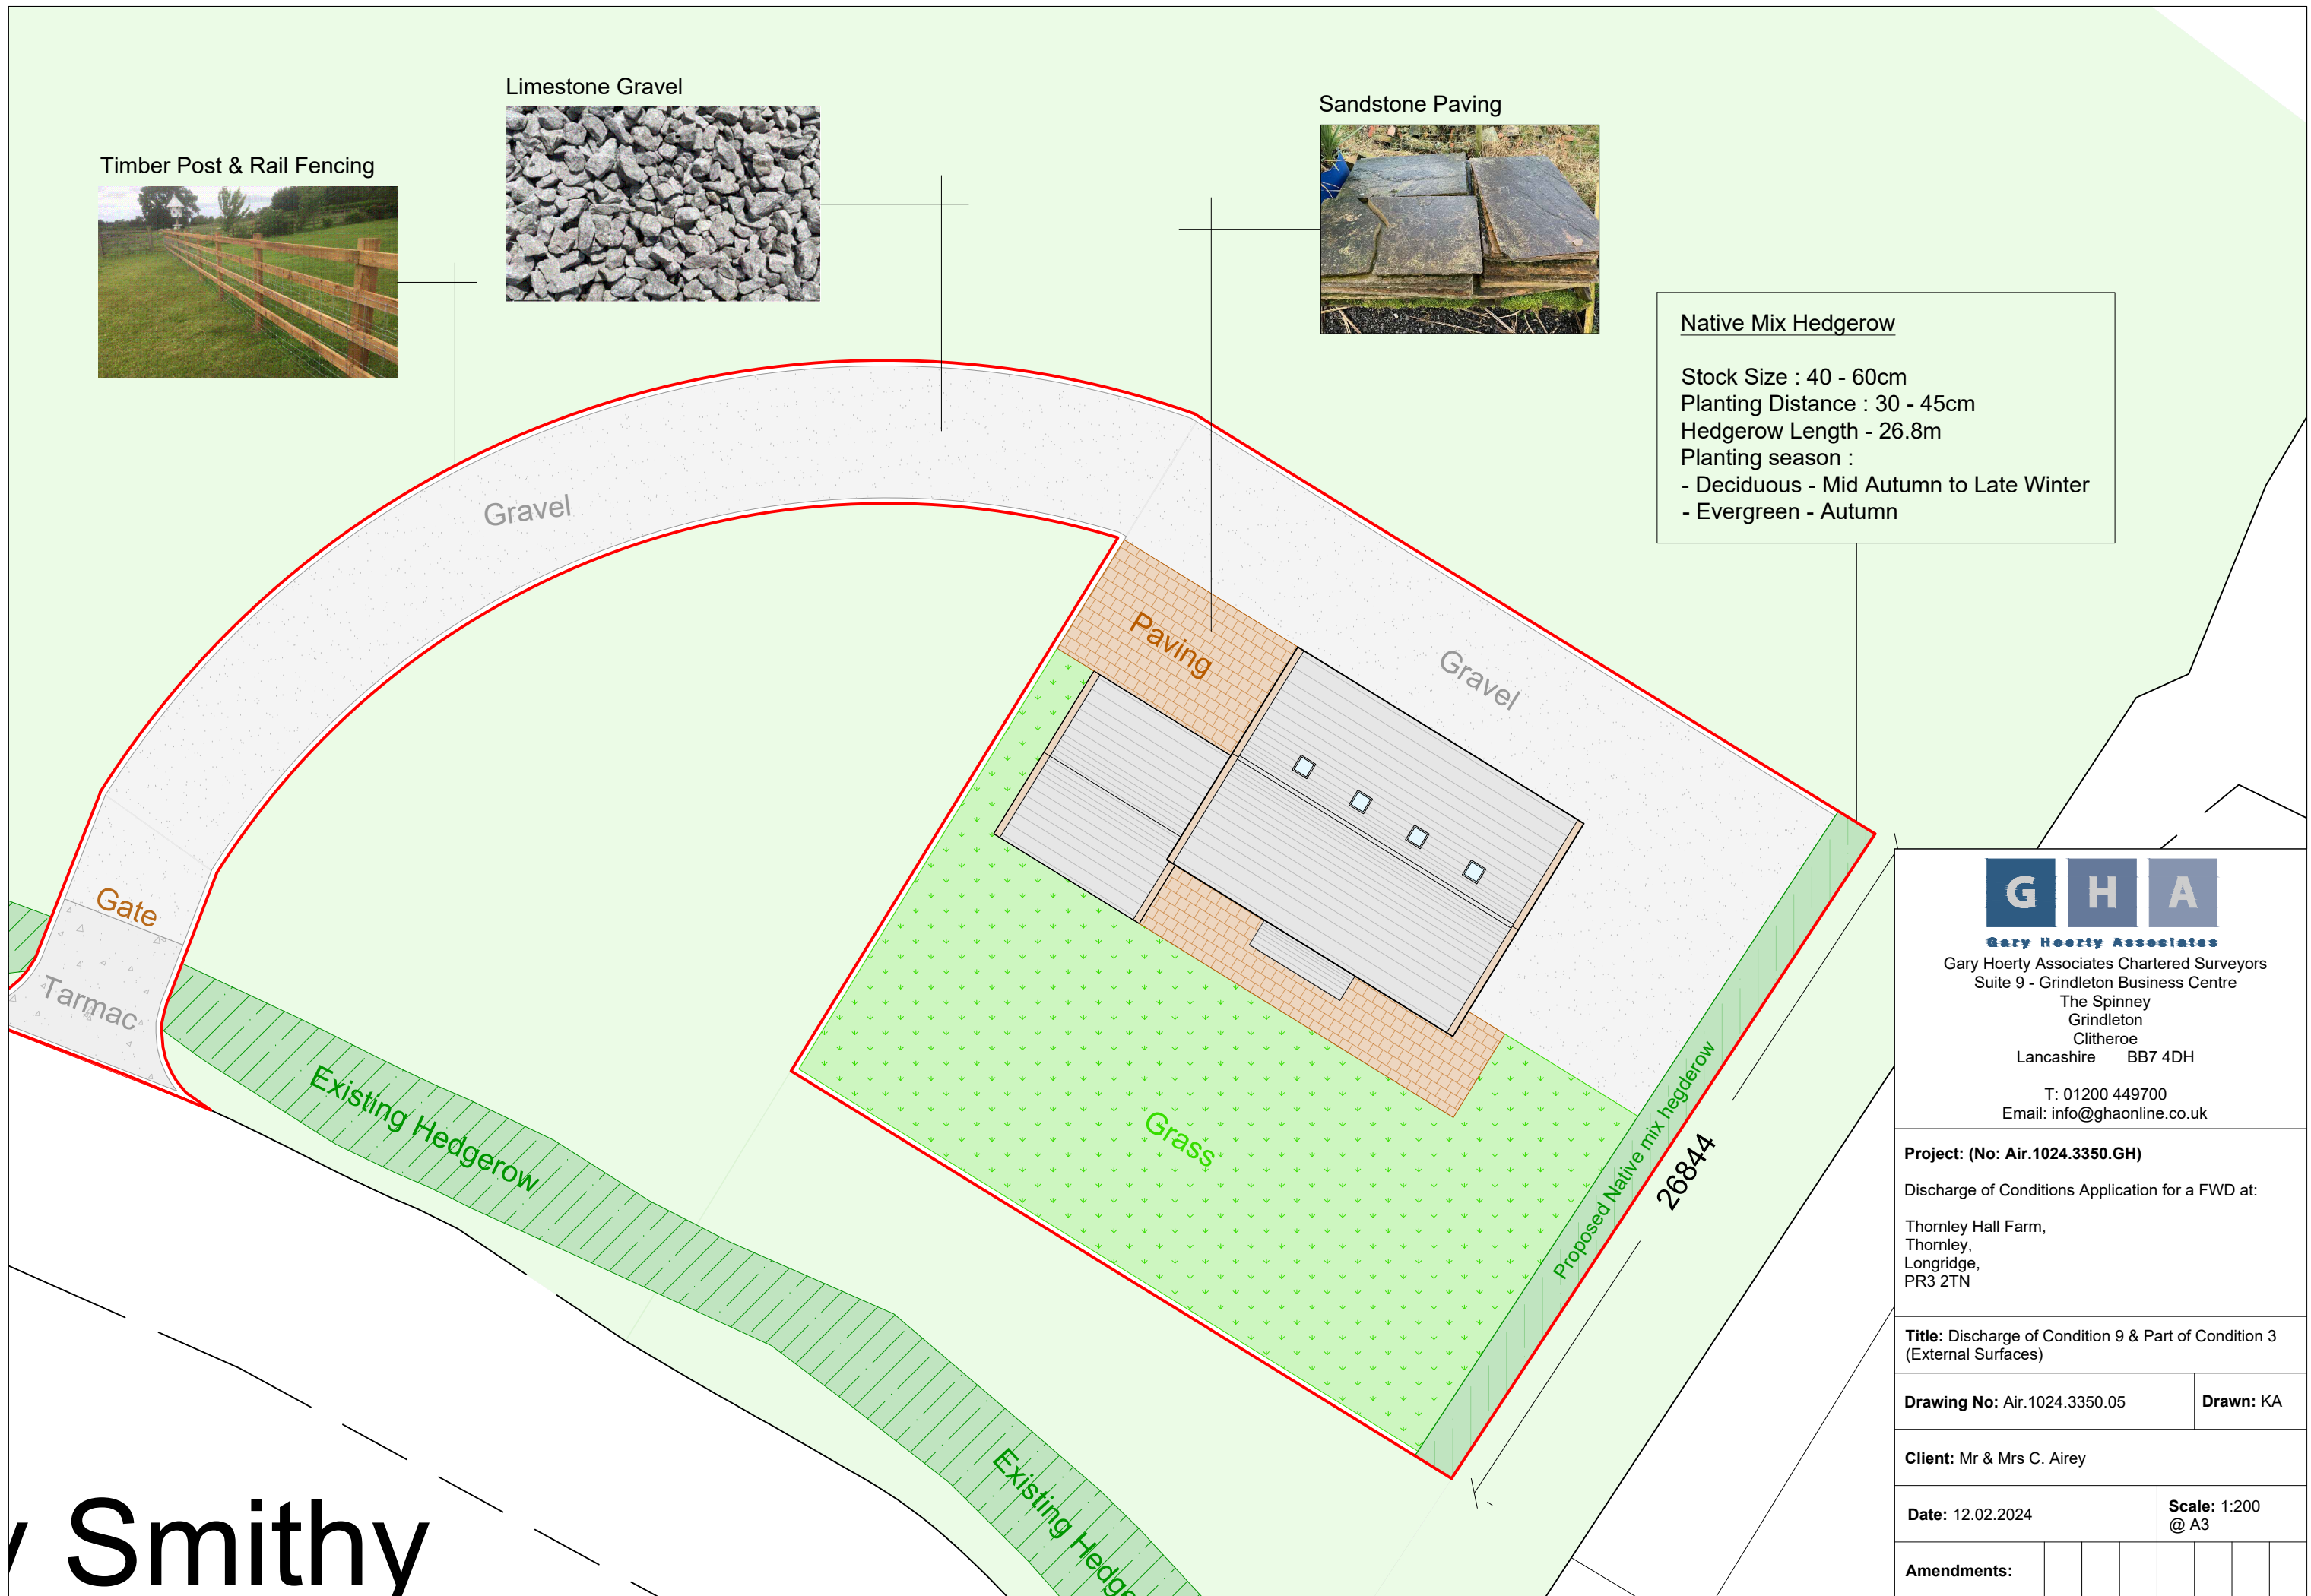 Limestone Gravel
Sandstone Paving
Timber Post & Rail Fencing
Native Mix Hedgerow
Stock Size : 40 - 60cm
Planting Distance : 30 - 45cm
Hedgerow Length - 26.8m
Planting season :
- Deciduous - Mid Autumn to Late Winter
- Evergreen - Autumn
Gravel
Paving
Gravel
Gate
Tarmac
Existing Hedgerow
Grass
Proposed Native mix hegderow
26844
Existing Hedge
y Smithy
G H A
Gary Hoerty Associates
Gary Hoerty Associates Chartered Surveyors
Suite 9 - Grindleton Business Centre
The Spinney
Grindleton
Clitheroe
Lancashire BB7 4DH
T: 01200 449700
Email: info@ghaonline.co.uk
Project: (No: Air.1024.3350.GH)
Discharge of Conditions Application for a FWD at:
Thornley Hall Farm,
Thornley,
Longridge,
PR3 2TN
Title: Discharge of Condition 9 & Part of Condition 3
(External Surfaces)
Drawing No: Air.1024.3350.05
Drawn: KA
Client: Mr & Mrs C. Airey
Date: 12.02.2024
Scale: 1:200
@ A3
Amendments: